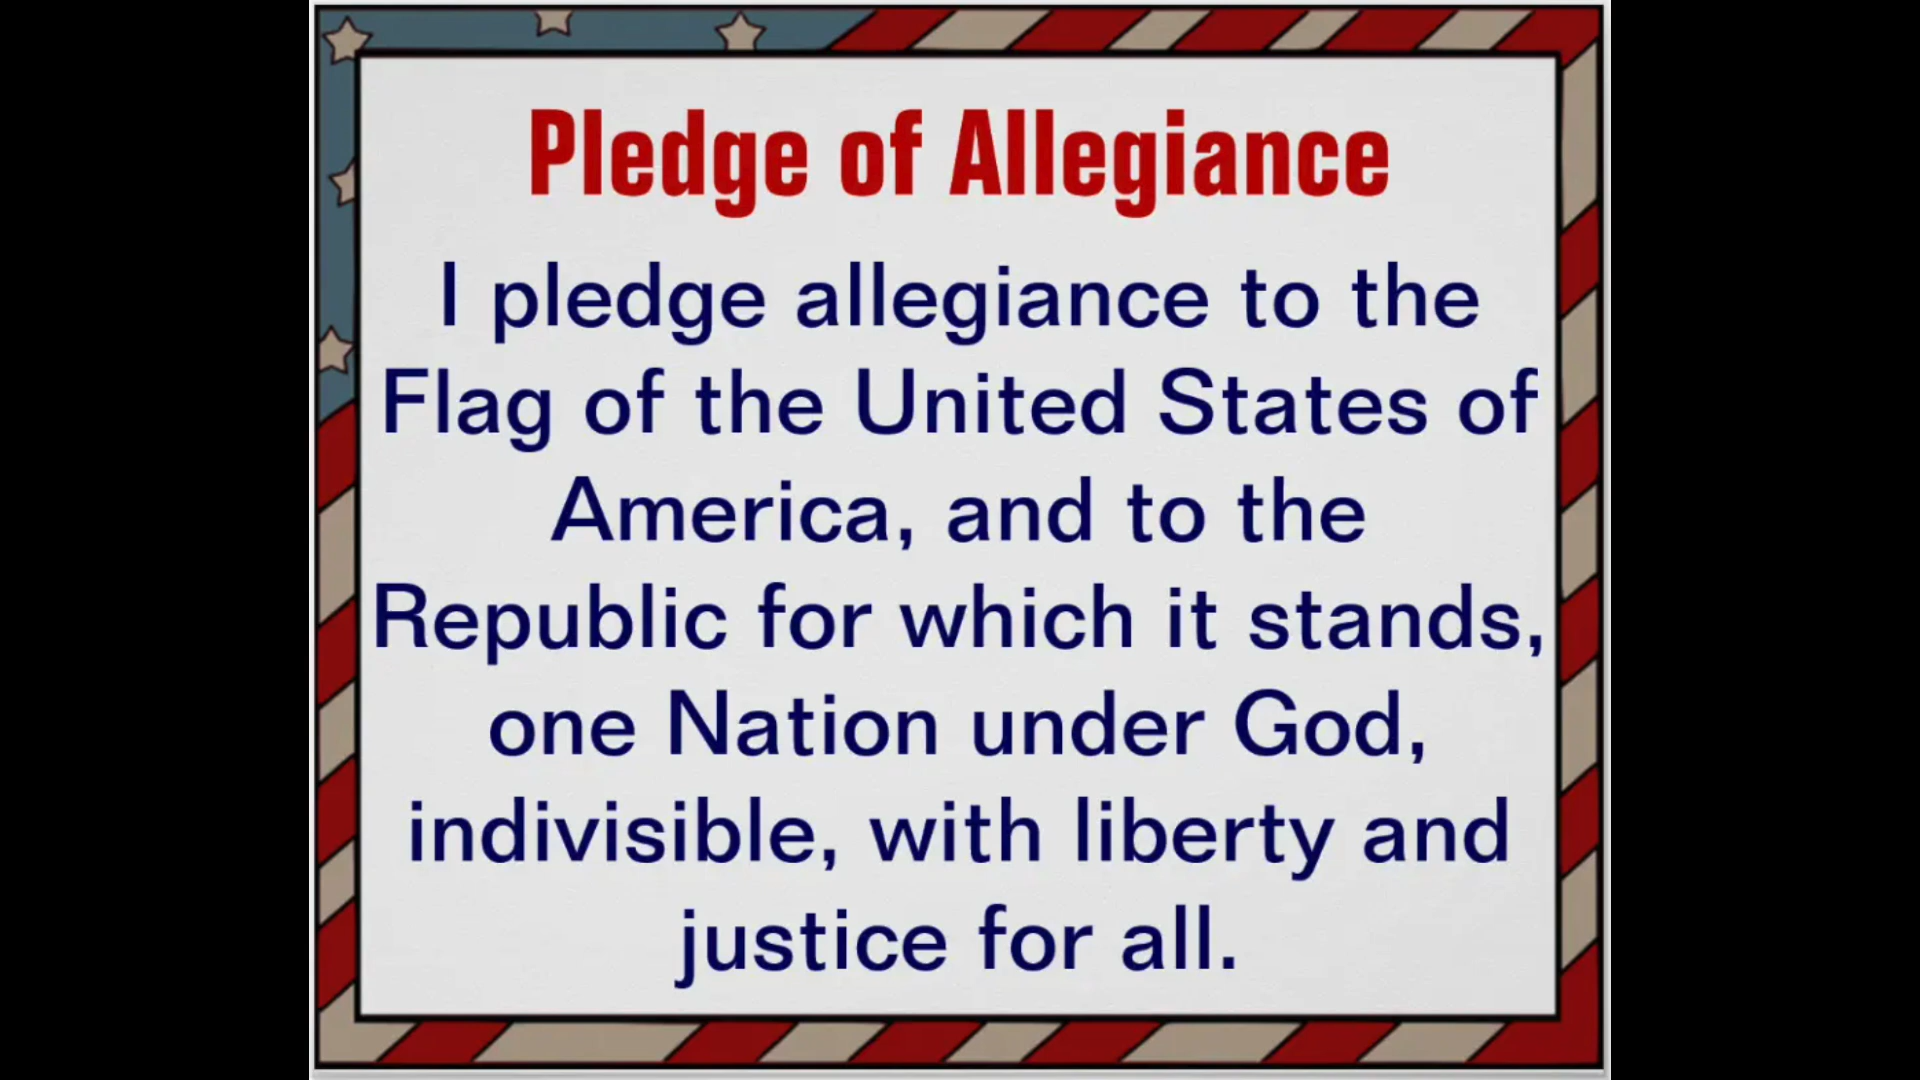 Pledge of Allegiance
I pledge allegiance to the
Flag of the United States of
America, and to the
Republic for which it stands,
one Nation under God,
indivisible, with liberty and
justice for all.